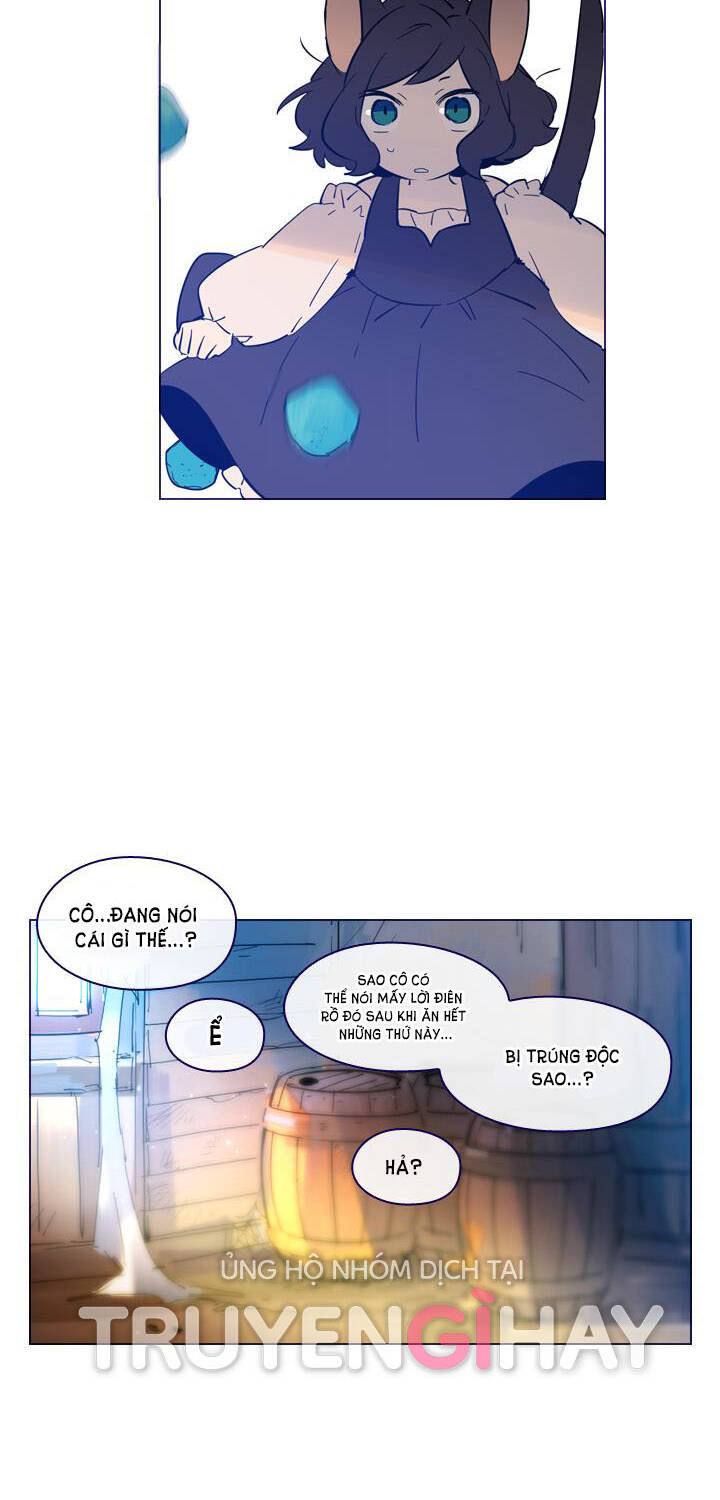 CÔ...ĐANG NÓI
CÁI GÌ THẾ...?
Ể
SAO CÔ CÓ
THỂ NÓI MẤY LỜI ĐIÊN
RỒ ĐÓ SAU KHI ĂN HẾT
NHỮNG THỨ NÀY...
BỊ TRÚNG ĐỘC
SAO...?
HẢ?
ỦNG HỘ NHÓM DỊCH TẠI
TRUYENGÌHAY